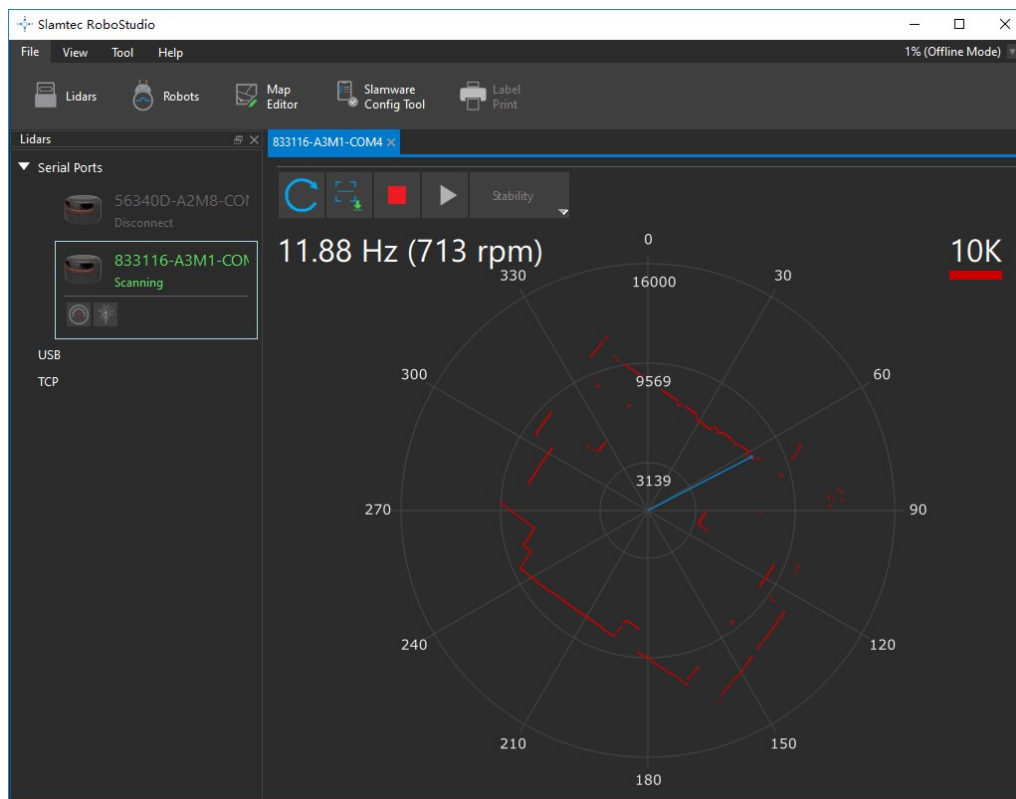 Slamtec RoboStudio
File View Tool Help
1% (Offline Mode)
Lidars
Robots
Map
Editor
Slamware
Config Tool
Label
Print
Lidars
Serial Ports
56340D-A2M8-CO
Disconnect
833116-A3M1-CO
Scanning
USB
TCP
833116-A3M1-COM4
Stability
11.88 Hz (713 rpm)
10K
0
30
60
90
120
150
180
210
240
270
300
330
16000
9569
3139